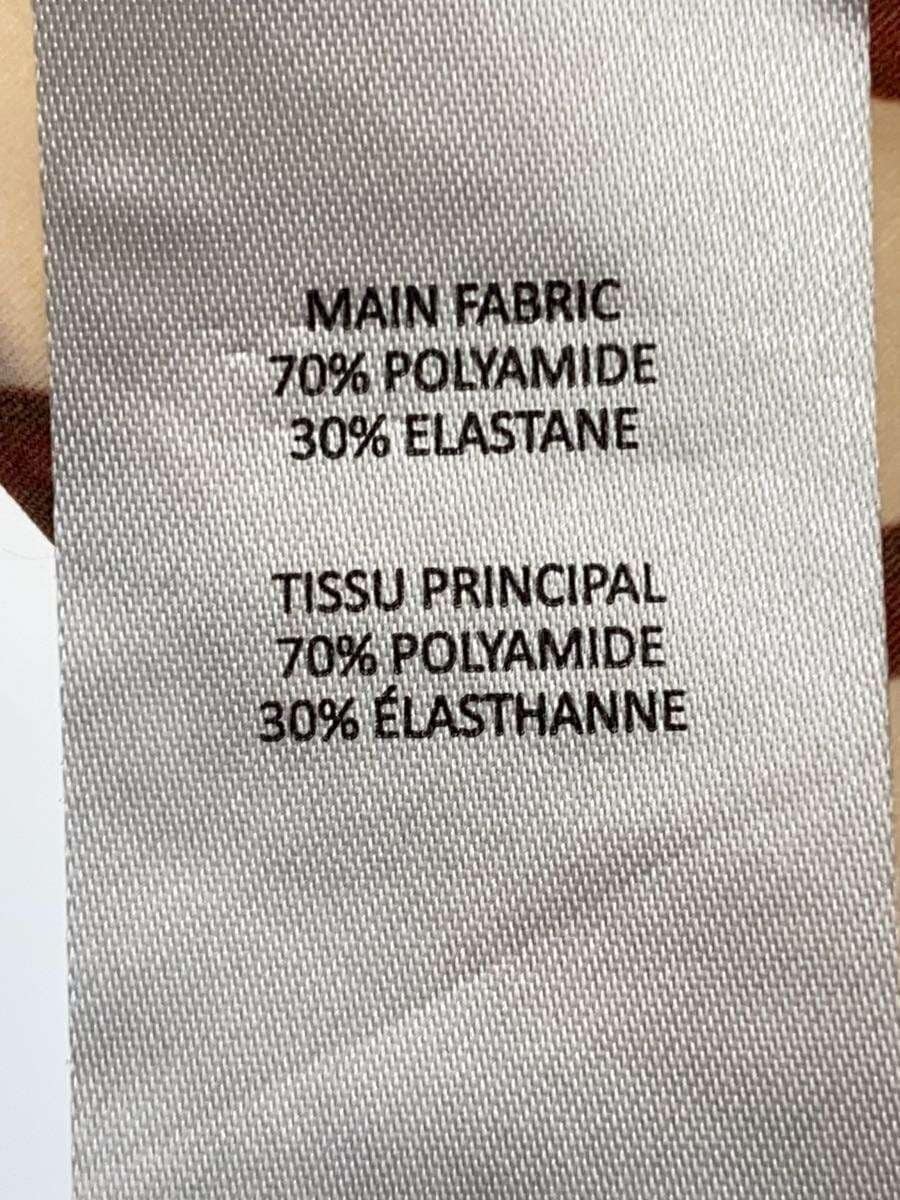 MAIN FABRIC
70% POLYAMIDE
30% ELASTANE
TISSU PRINCIPAL
70% POLYAMIDE
30% ÉLASTHANNE